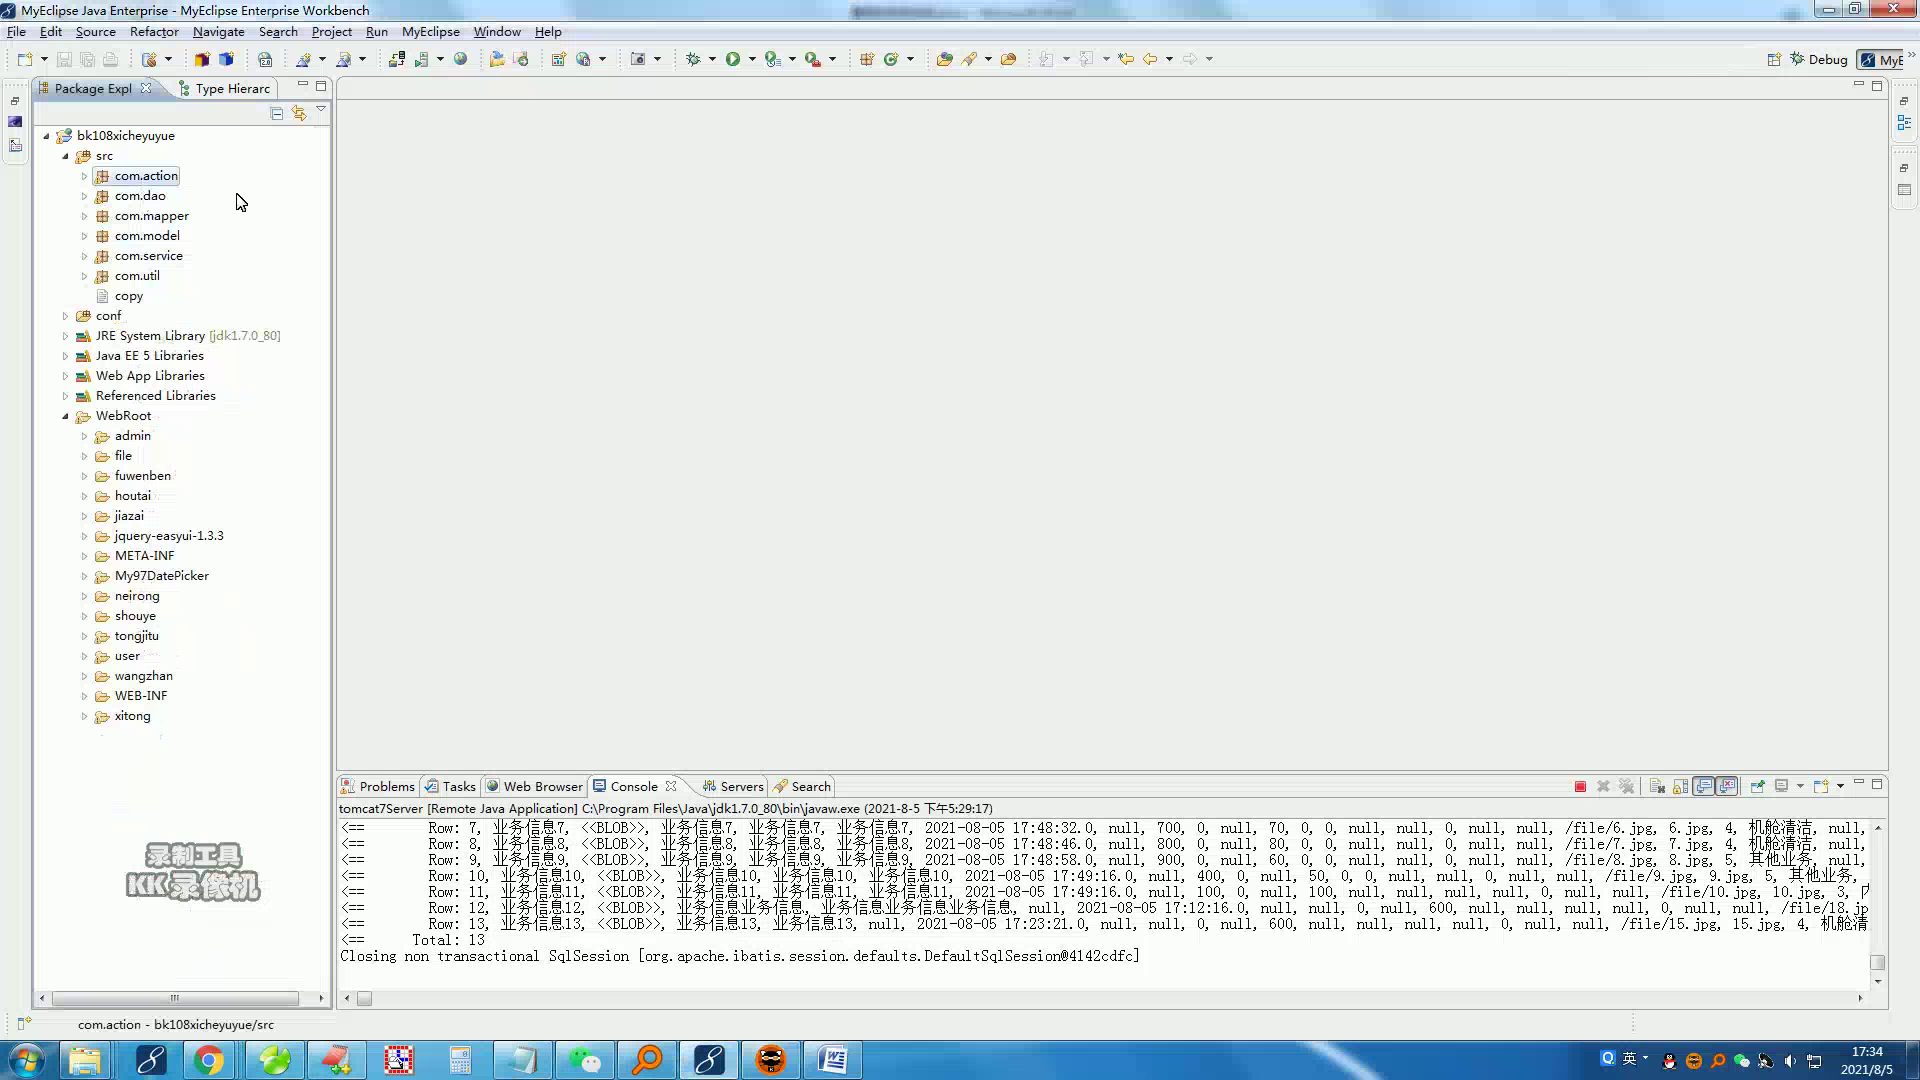 MyEclipse Java Enterprise - MyEclipse Enterprise Workbench
File Edit Source Refactor Navigate Search Project Run MyEclipse Window Help
Debug MyE
Package Expl Type Hierarc
bk108xicheyuyue
src
com.action
com.dao
com.mapper
com.model
com.service
com.util
copy
conf
JRE System Library [jdk1.7.0_80]
Java EE 5 Libraries
Web App Libraries
Referenced Libraries
WebRoot
admin
file
fuwenben
houtai
jiazai
jquery-easyui-1.3.3
META-INF
My97DatePicker
neirong
shouye
tongjitu
user
wangzhan
WEB-INF
xitong
录制工具
KK录像机
Problems Tasks Web Browser Console Servers Search
tomcat7Server [Remote Java Application] C:\Program Files\Java\jdk1.7.0_80\bin\javaw.exe (2021-8-5 下午5:29:17)
<== Row: 7, 业务信息7, <<BLOB>>, 业务信息7, 业务信息7, 业务信息7, 2021-08-05 17:48:32.0, null, 700, 0, null, 70, 0, 0, null, null, 0, null, null, /file/6.jpg, 6.jpg, 4, 机舱清洁, null,
<== Row: 8, 业务信息8, <<BLOB>>, 业务信息8, 业务信息8, 业务信息8, 2021-08-05 17:48:46.0, null, 800, 0, null, 80, 0, 0, null, null, 0, null, null, /file/7.jpg, 7.jpg, 4, 机舱清洁, null,
<== Row: 9, 业务信息9, <<BLOB>>, 业务信息9, 业务信息9, 业务信息9, 2021-08-05 17:48:58.0, null, 900, 0, null, 60, 0, 0, null, null, 0, null, null, /file/8.jpg, 8.jpg, 5, 其他业务, null,
<== Row: 10, 业务信息10, <<BLOB>>, 业务信息10, 业务信息10, 业务信息10, 2021-08-05 17:49:16.0, null, 400, 0, null, 50, 0, 0, null, null, 0, null, null, /file/9.jpg, 9.jpg, 5, 其他业务,
<== Row: 11, 业务信息11, <<BLOB>>, 业务信息11, 业务信息11, 业务信息11, 2021-08-05 17:49:16.0, null, 100, 0, null, 100, null, null, null, null, 0, null, null, /file/10.jpg, 10.jpg, 3,
<== Row: 12, 业务信息12, <<BLOB>>, 业务信息业务信息, 业务信息业务信息业务信息, null, 2021-08-05 17:12:16.0, null, null, 0, null, 600, null, null, null, null, 0, null, null, /file/18.jp
<== Row: 13, 业务信息13, <<BLOB>>, 业务信息13, 业务信息13, null, 2021-08-05 17:23:21.0, null, null, 0, null, 600, null, null, null, null, 0, null, null, /file/15.jpg, 15.jpg, 4, 机舱清
<== Total: 13
Closing non transactional SqlSession [org.apache.ibatis.session.defaults.DefaultSqlSession@4142cdfc]
com.action - bk108xicheyuyue/src
英
17:34
2021/8/5